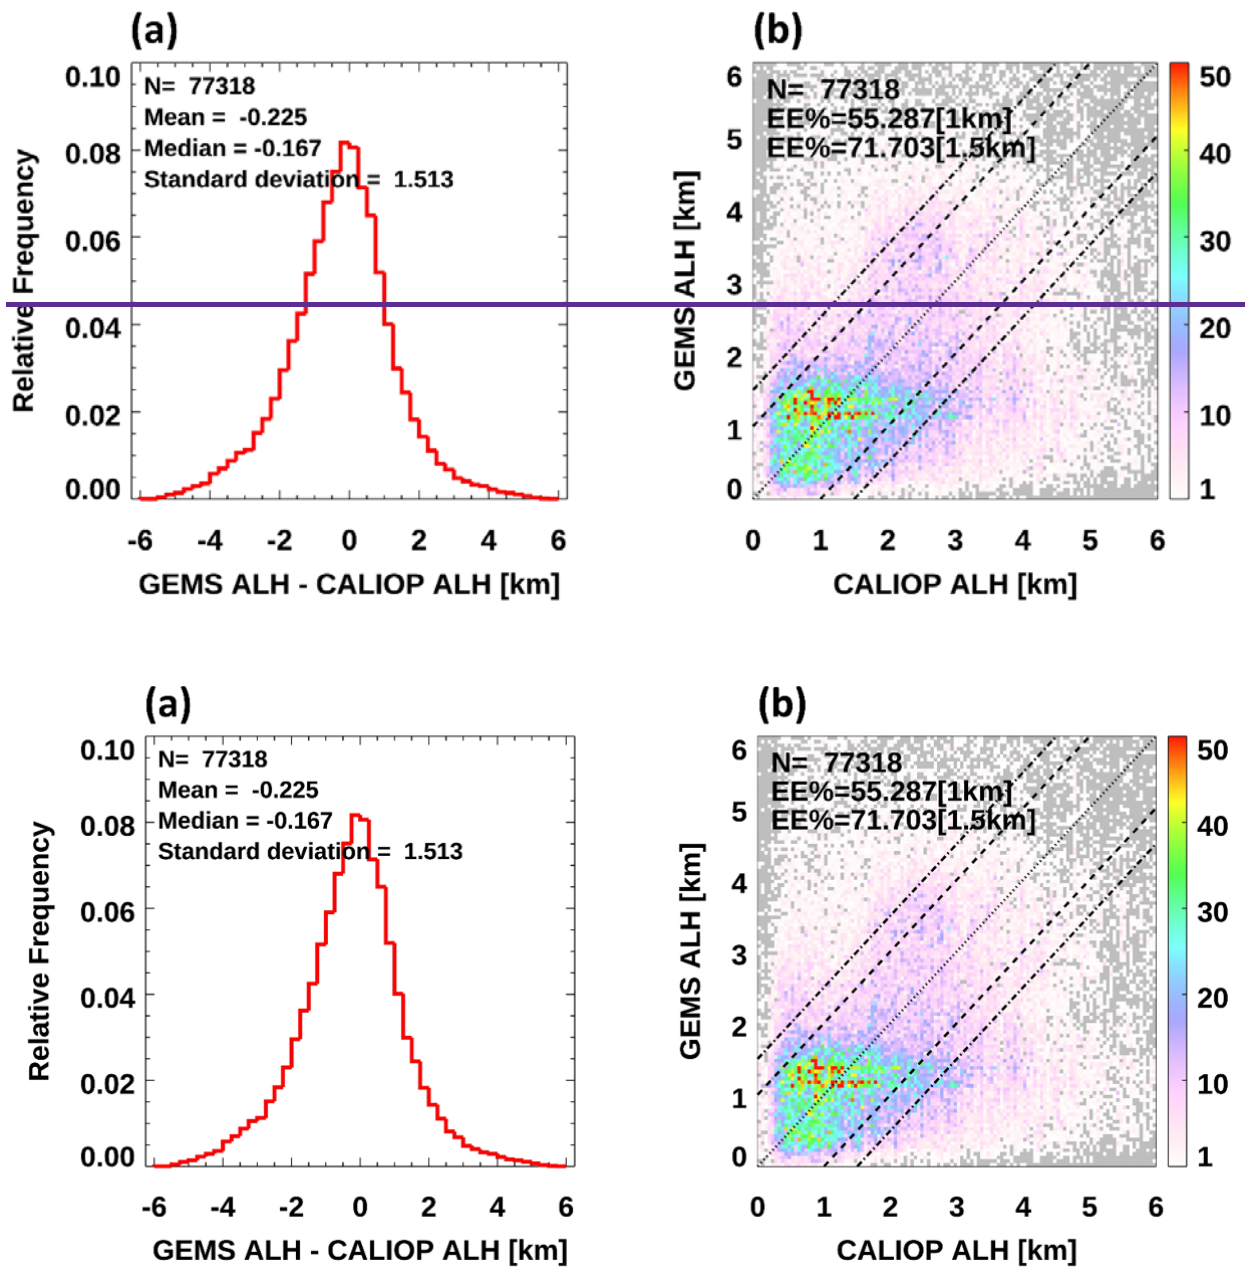 (a)
N= 77318
Mean = -0.225
Median = -0.167
Standard deviation = 1.513
0.10
0.08
0.06
0.04
0.02
0.00
Relative Frequency
-6 -4 -2 0 2 4 6
GEMS ALH - CALIOP ALH [km]
(b)
N= 77318
EE%=55.287[1km]
EE%=71.703[1.5km]
6
5
4
3
2
1
0
GEMS ALH [km]
0 1 2 3 4 5 6
CALIOP ALH [km]
50
40
30
20
10
1
(a)
N= 77318
Mean = -0.225
Median = -0.167
Standard deviation = 1.513
0.10
0.08
0.06
0.04
0.02
0.00
Relative Frequency
-6 -4 -2 0 2 4 6
GEMS ALH - CALIOP ALH [km]
(b)
N= 77318
EE%=55.287[1km]
EE%=71.703[1.5km]
6
5
4
3
2
1
0
GEMS ALH [km]
0 1 2 3 4 5 6
CALIOP ALH [km]
50
40
30
20
10
1